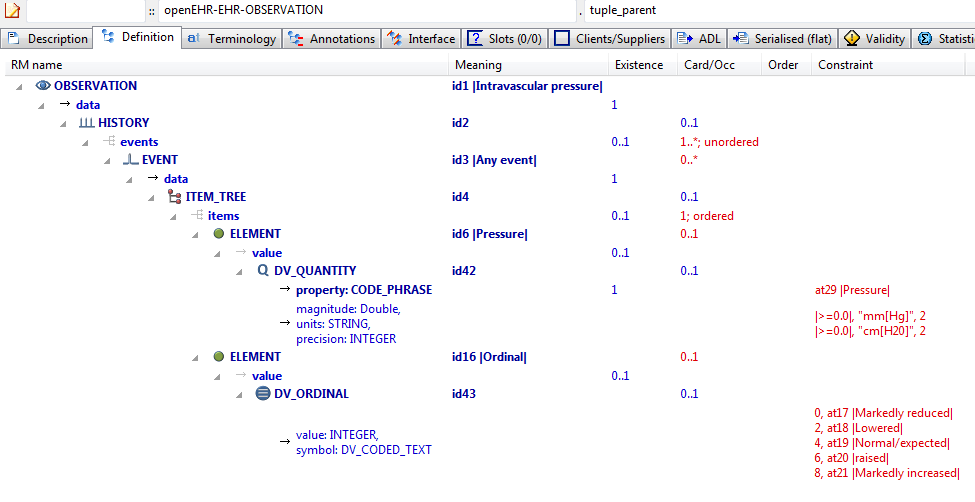 :: openEHR-EHR-OBSERVATION . tuple_parent
Description Definition Terminology Annotations Interface Slots (0/0) Clients/Suppliers ADL Serialised (flat) Validity Statisti
RM name Meaning Existence Card/Occ Order Constraint
OBSERVATION id1 |Intravascular pressure|
data 1
HISTORY id2 0..1
events 0..1 1..*; unordered
EVENT id3 |Any event| 0..*
data 1
ITEM_TREE id4 0..1
items 0..1 1; ordered
ELEMENT id6 |Pressure| 0..1
value 0..1
DV_QUANTITY id42 0..1
property: CODE_PHRASE 1 at29 |Pressure|
magnitude: Double,
units: STRING, |>=0.0|, "mm[Hg]", 2
precision: INTEGER |>=0.0|, "cm[H20]", 2
ELEMENT id16 |Ordinal| 0..1
value 0..1
DV_ORDINAL id43 0..1
0, at17 |Markedly reduced|
2, at18 |Lowered|
value: INTEGER, 4, at19 |Normal/expected|
symbol: DV_CODED_TEXT 6, at20 |raised|
8, at21 |Markedly increased|